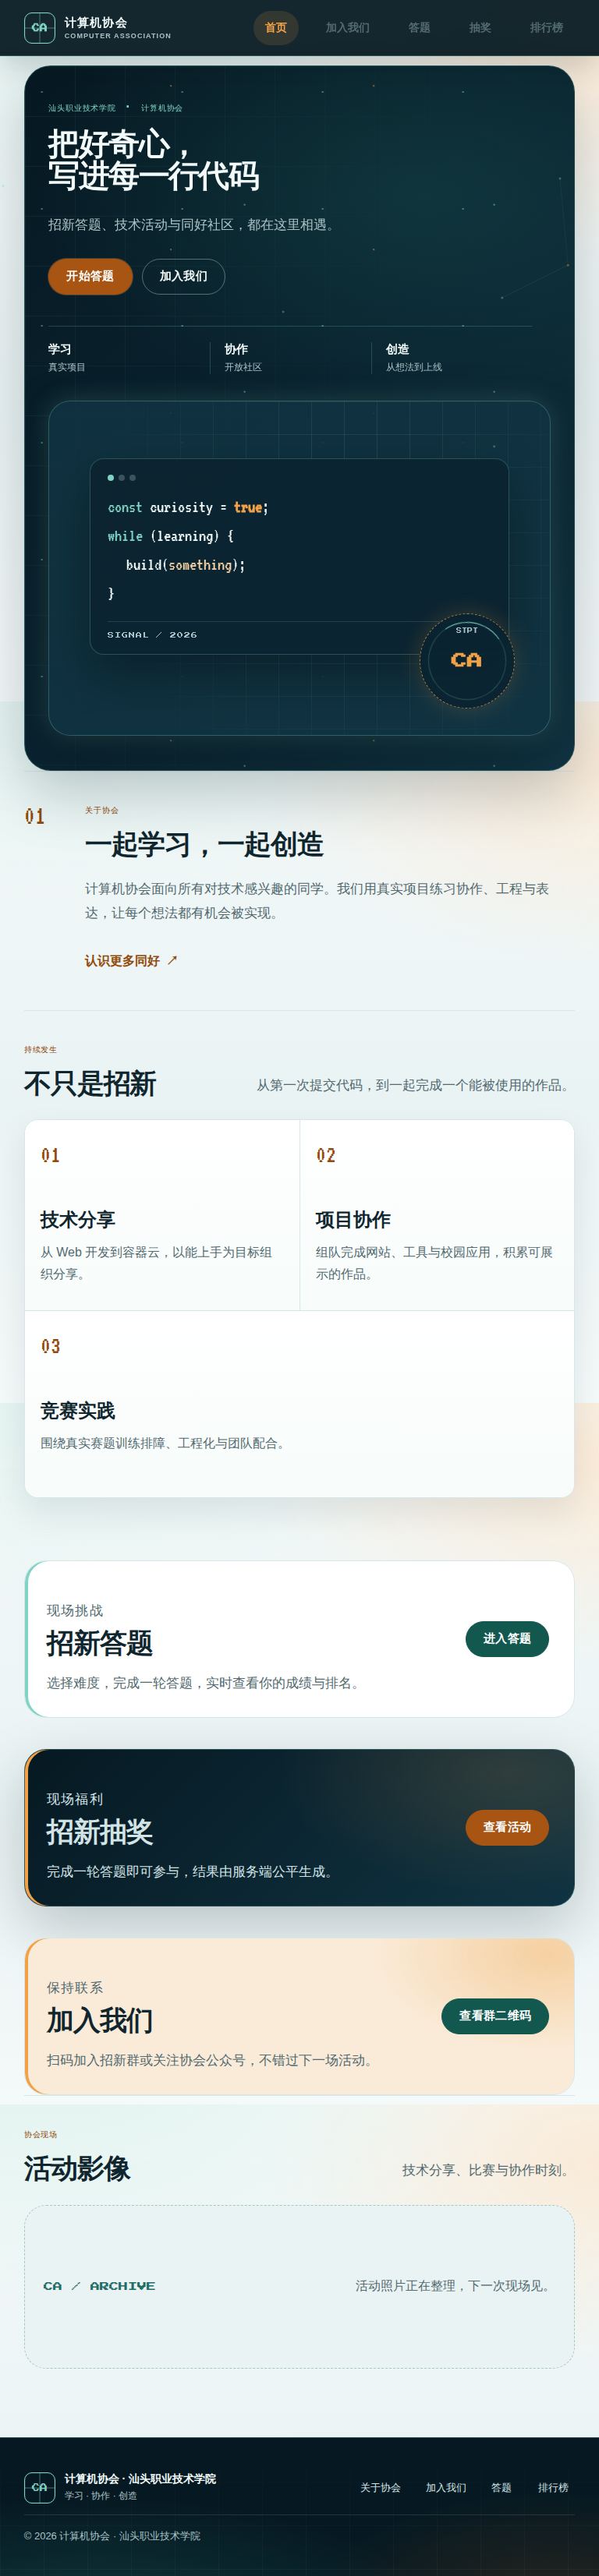 CA
计算机协会
COMPUTER ASSOCIATION
首页 加入我们 答题 抽奖 排行榜
汕头职业技术学院 • 计算机协会
把好奇心，
写进每一行代码
招新答题、技术活动与同好社区，都在这里相遇。
开始答题 加入我们
学习 协作 创造
真实项目 开放社区 从想法到上线
const curiosity = true;
while (learning) {
build(something);
}
SIGNAL / 2026
STPT
CA
01
关于协会
一起学习，一起创造
计算机协会面向所有对技术感兴趣的同学。我们用真实项目练习协作、工程与表
达，让每个想法都有机会被实现。
认识更多同好 ↗
持续发生
不只是招新
从第一次提交代码，到一起完成一个能被使用的作品。
01
技术分享
从 Web 开发到容器云，以能上手为目标组
织分享。
02
项目协作
组队完成网站、工具与校园应用，积累可展
示的作品。
03
竞赛实践
围绕真实赛题训练排障、工程化与团队配合。
现场挑战
招新答题
选择难度，完成一轮答题，实时查看你的成绩与排名。
进入答题
现场福利
招新抽奖
完成一轮答题即可参与，结果由服务端公平生成。
查看活动
保持联系
加入我们
扫码加入招新群或关注协会公众号，不错过下一场活动。
查看群二维码
协会现场
活动影像
技术分享、比赛与协作时刻。
CA / ARCHIVE
活动照片正在整理，下一次现场见。
CA
计算机协会 · 汕头职业技术学院
学习 · 协作 · 创造
关于协会 加入我们 答题 排行榜
© 2026 计算机协会 · 汕头职业技术学院